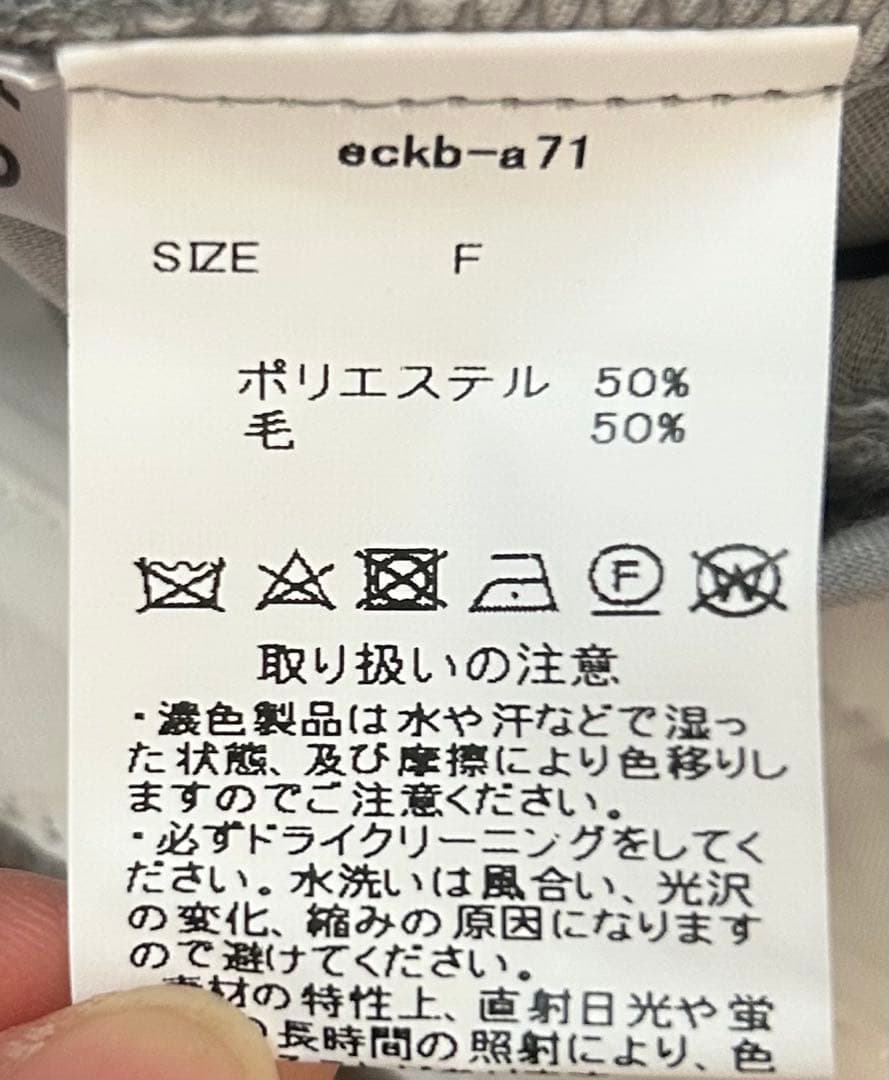 eckb-a71
SIZE F
ポリエステル 50%
毛 50%
F
W
取り扱いの注意
・濃色製品は水や汗などで湿っ
た状態、及び摩擦により色移りし
ますのでご注意ください。
・必ずドライクリーニングをしてく
ださい。水洗いは風合い、光沢
の変化、縮みの原因になります
ので避けてください。
素材の特性上、直射日光や蛍
長時間の照射により、色